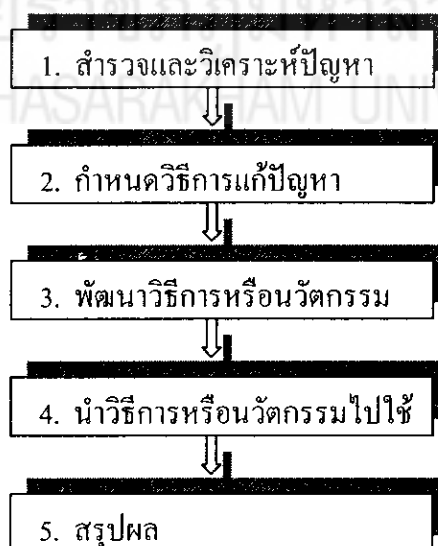 1. สำรวจและวิเคราะห์ปัญหา
2. กำหนดวิธีการแก้ปัญหา
3. พัฒนาวิธีการหรือนวัตกรรม
4. นำวิธีการหรือนวัตกรรมไปใช้
5. สรุปผล